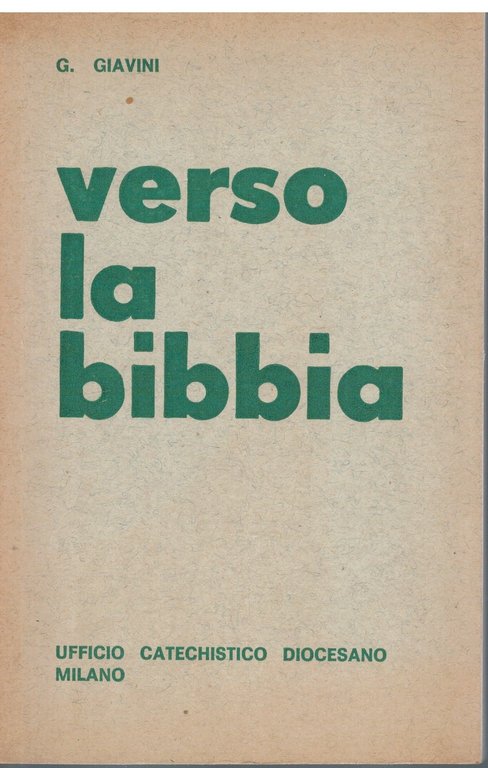 G. GIAVINI
verso
la
bibbia
UFFICIO CATECHISTICO DIOCESANO
MILANO